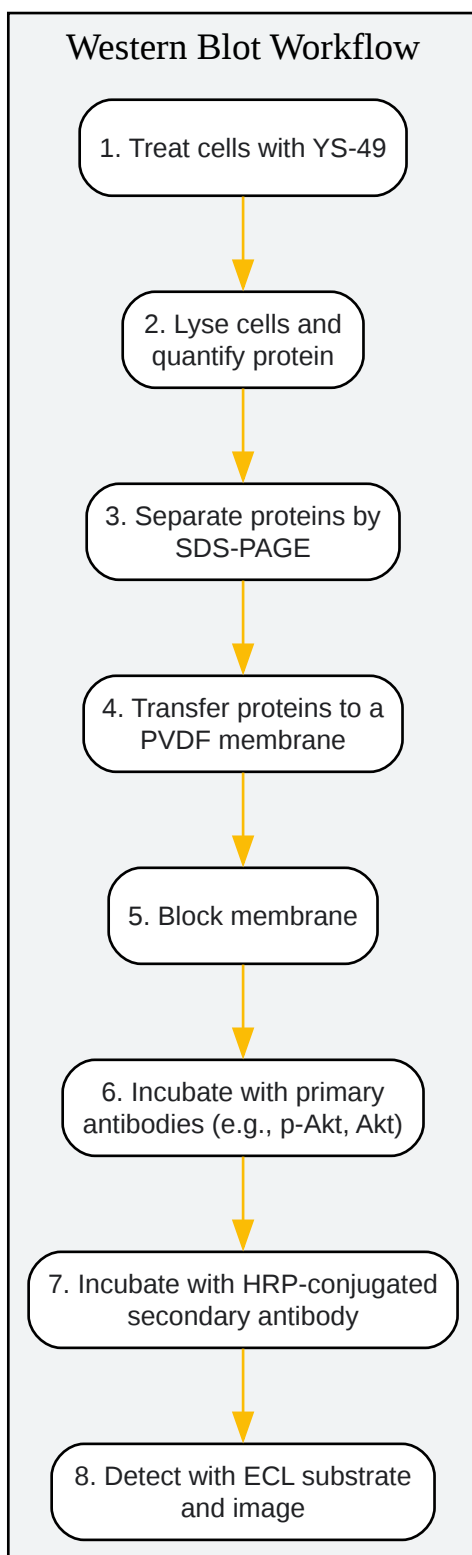 Western Blot Workflow
1. Treat cells with YS-49
2. Lyse cells and
quantify protein
3. Separate proteins by
SDS-PAGE
4. Transfer proteins to a
PVDF membrane
5. Block membrane
6. Incubate with primary
antibodies (e.g., p-Akt, Akt)
7. Incubate with HRP-conjugated
secondary antibody
8. Detect with ECL substrate
and image